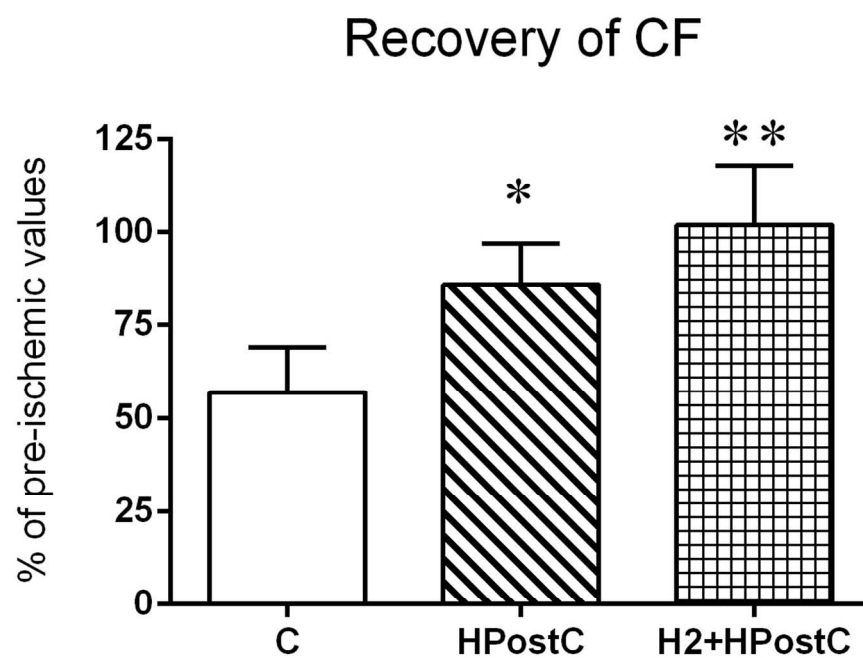 Recovery of CF
% of pre-ischemic values
125
100
75
50
25
0
*
**
C
HPostC
H2+HPostC